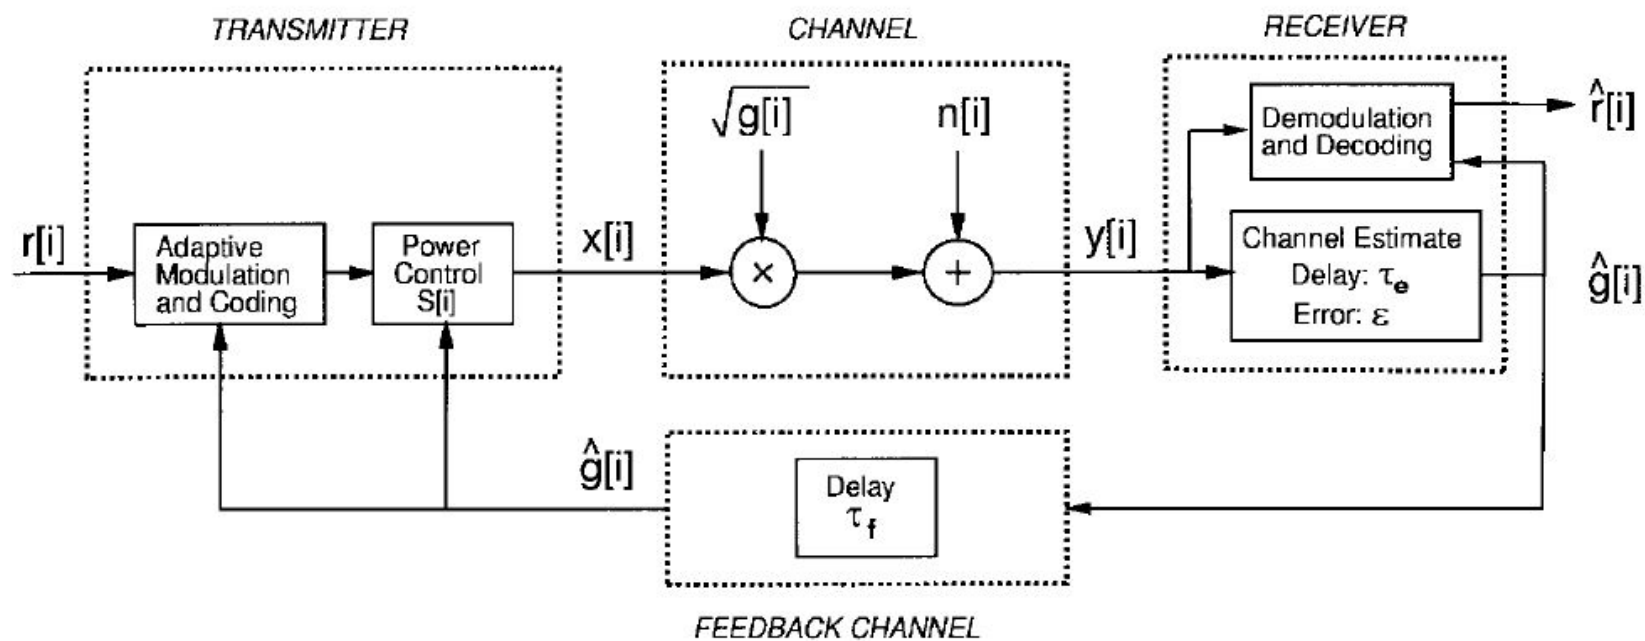 TRANSMITTER
CHANNEL
RECEIVER
√g[i]
n[i]
Demodulation
and Decoding
r̂[i]
r[i]
Adaptive
Modulation
and Coding
Power
Control
S[i]
x[i]
×
+
y[i]
Channel Estimate
Delay: τe
Error: ε
ĝ[i]
ĝ[i]
Delay
τf
FEEDBACK CHANNEL